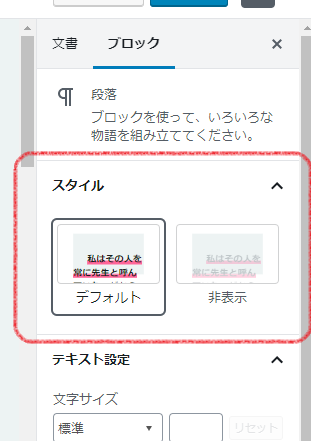 文書 ブロック ×
¶ 段落
ブロックを使って、いろいろな
物語を組み立ててください。
スタイル
私はその人を
常に先生と呼ん
デフォルト
私はその人を
常に先生と呼ん
非表示
テキスト設定
文字サイズ
標準
リセット